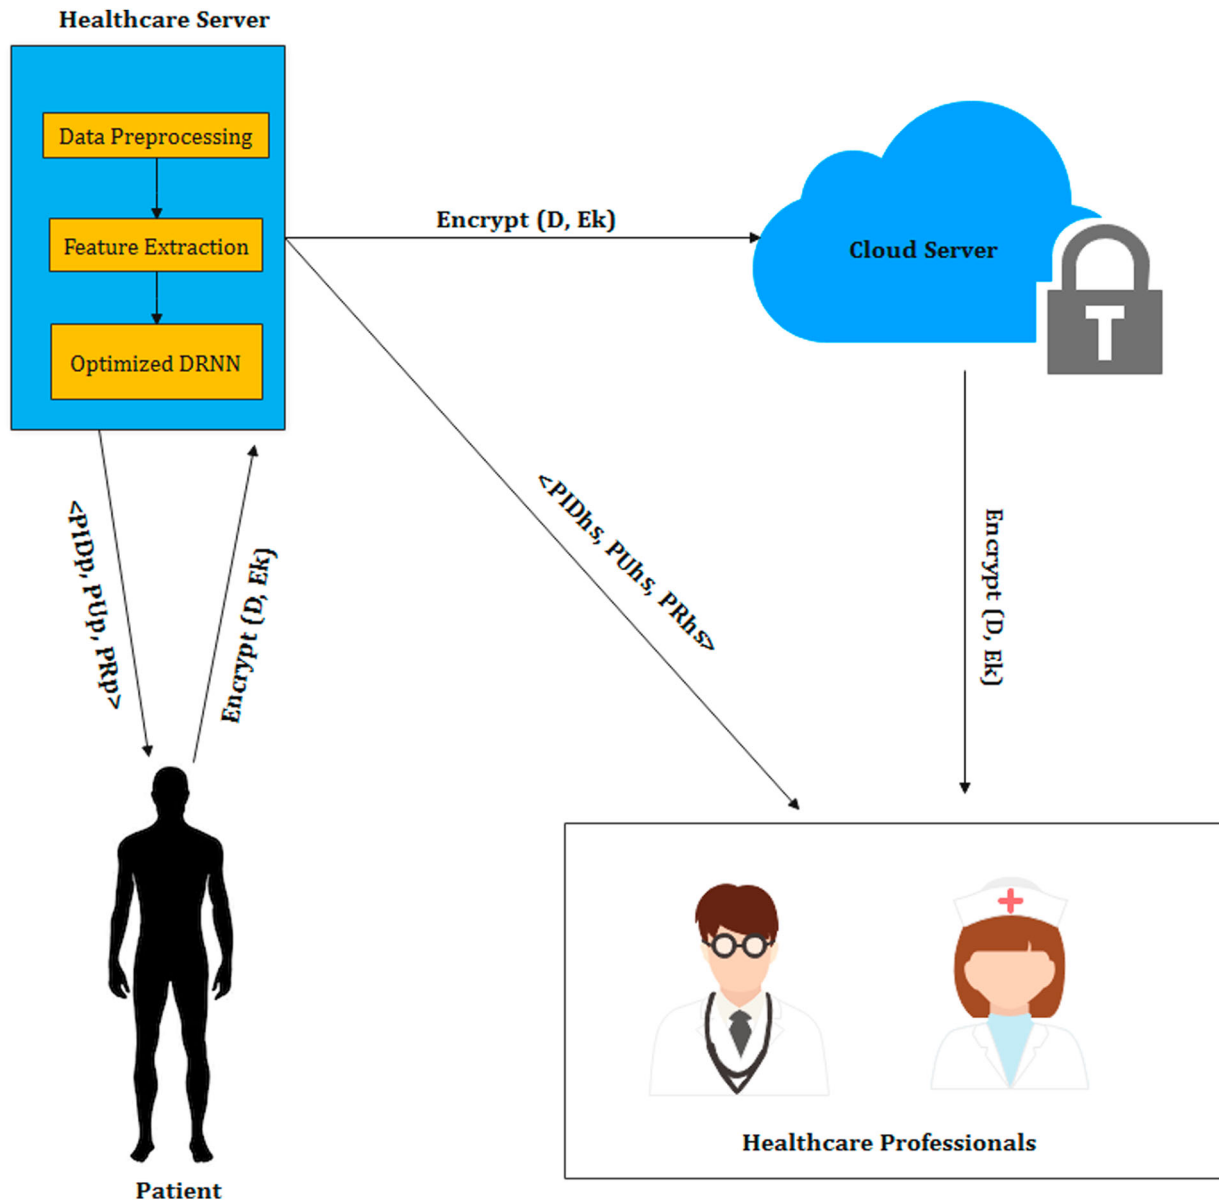 Healthcare Server
Data Preprocessing
Feature Extraction
Optimized DRNN
Encrypt (D, Ek)
Cloud Server
T
<PIDp, PUp, PRp>
Encrypt (D, Ek)
<PIDhs, PUhs, PRhs>
Encrypt (D, Ek)
Healthcare Professionals
Patient